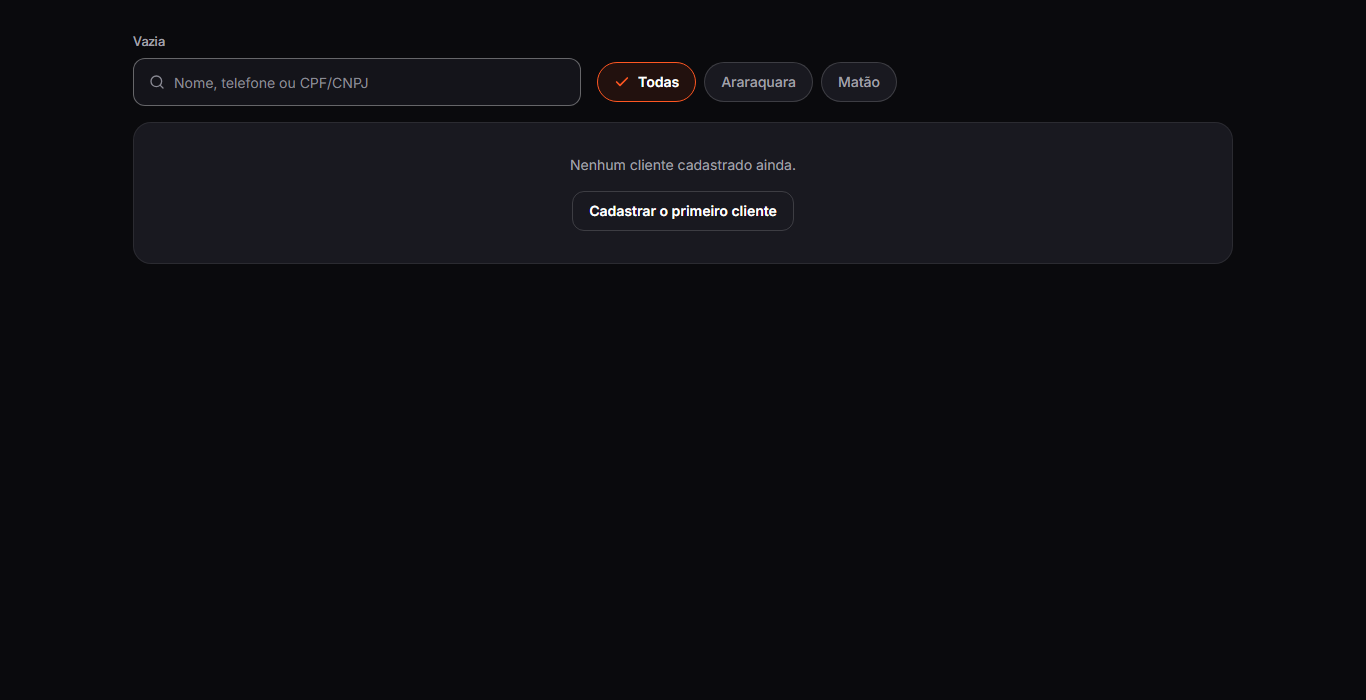 Vazia
Nome, telefone ou CPF/CNPJ
Todas
Araraquara
Matão
Nenhum cliente cadastrado ainda.
Cadastrar o primeiro cliente